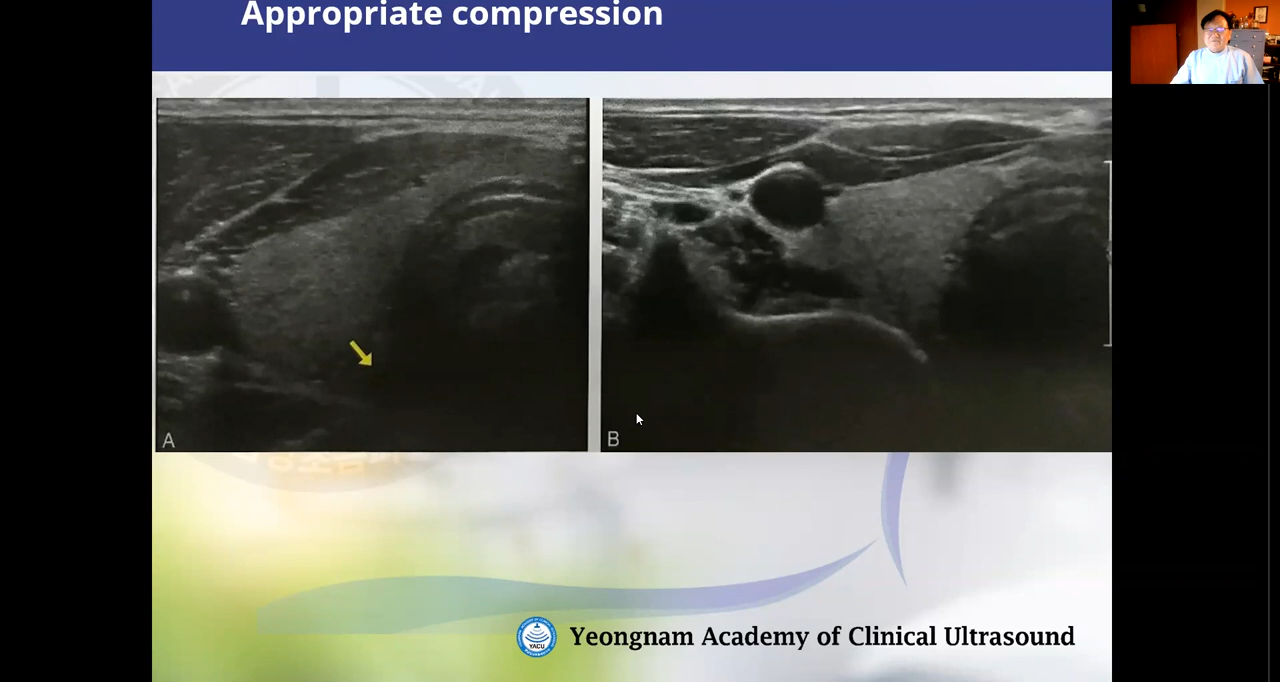 Appropriate compression
A
B
YACU
Yeongnam Academy of Clinical Ultrasound